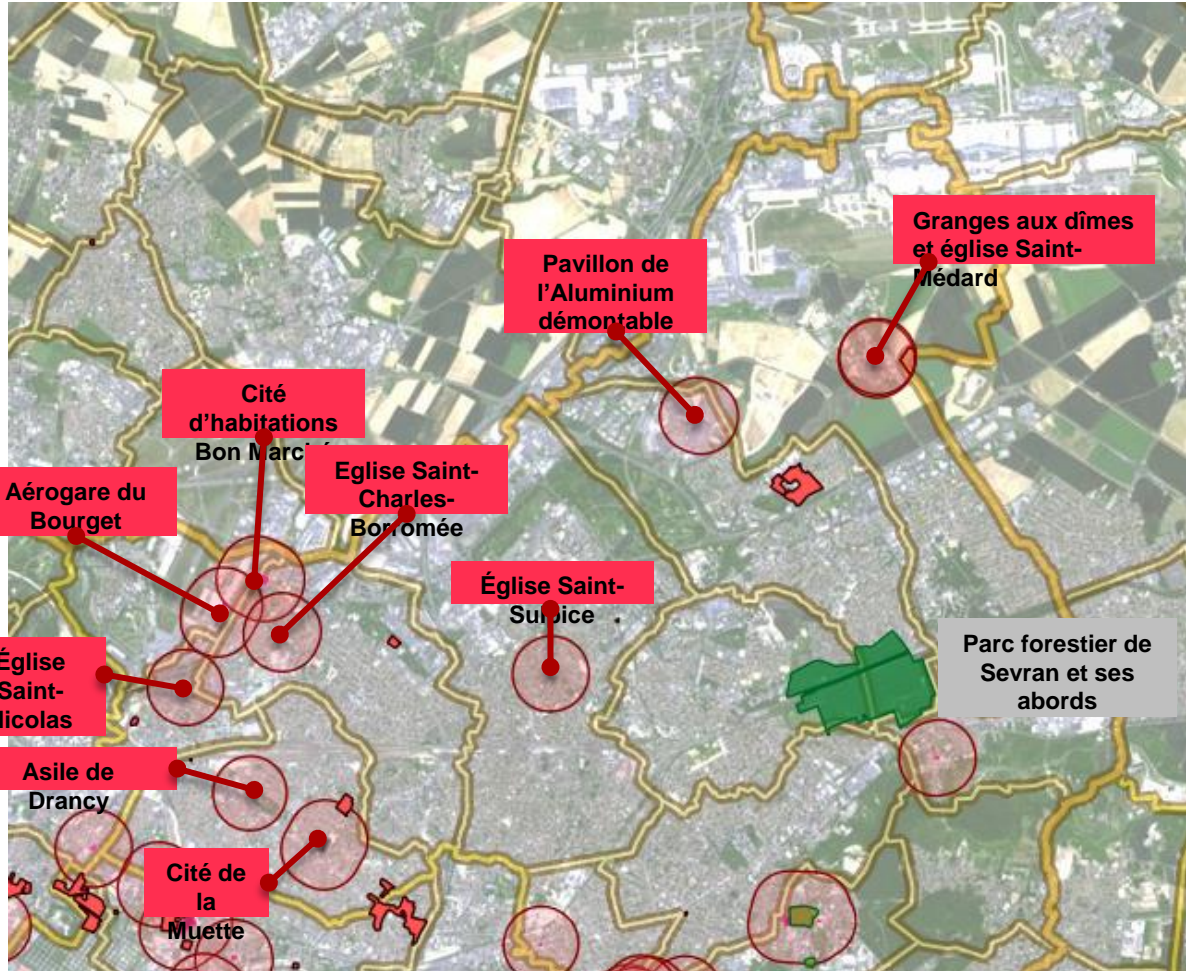 Granges aux dîmes
et église Saint-
Médard
Pavillon de
l'Aluminium
démontable
Cité
d'habitations
Bon Marché
Eglise Saint-
Charles-
Borromée
Aérogare du
Bourget
Église Saint-
Sulpice
Parc forestier de
Sevran et ses
abords
Église
Saint-
Nicolas
Asile de
Drancy
Cité de
la
Muette